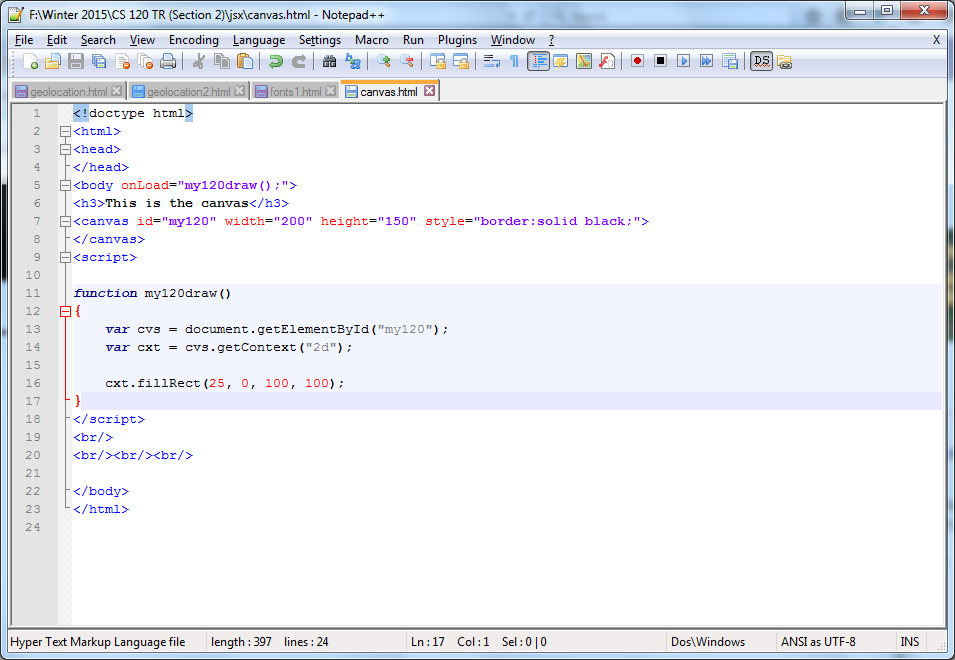 F:\Winter 2015\CS 120 TR (Section 2)\jsx\canvas.html - Notepad++
File Edit Search View Encoding Language Settings Macro Run Plugins Window ? X
geolocation.html geolocation2.html fonts1.html canvas.html
1 <!doctype html>
2 <html>
3 <head>
4 </head>
5 <body onLoad="my120draw();">
6 <h3>This is the canvas</h3>
7 <canvas id="my120" width="200" height="150" style="border:solid black;">
8 </canvas>
9 <script>
10
11 function my120draw()
12 {
13 var cvs = document.getElementById("my120");
14 var cxt = cvs.getContext("2d");
15
16 cxt.fillRect(25, 0, 100, 100);
17 }
18 </script>
19 <br/>
20 <br/><br/><br/>
21
22 </body>
23 </html>
24
Hyper Text Markup Language file length : 397 lines : 24 Ln : 17 Col : 1 Sel : 0 | 0 Dos\Windows ANSI as UTF-8 INS